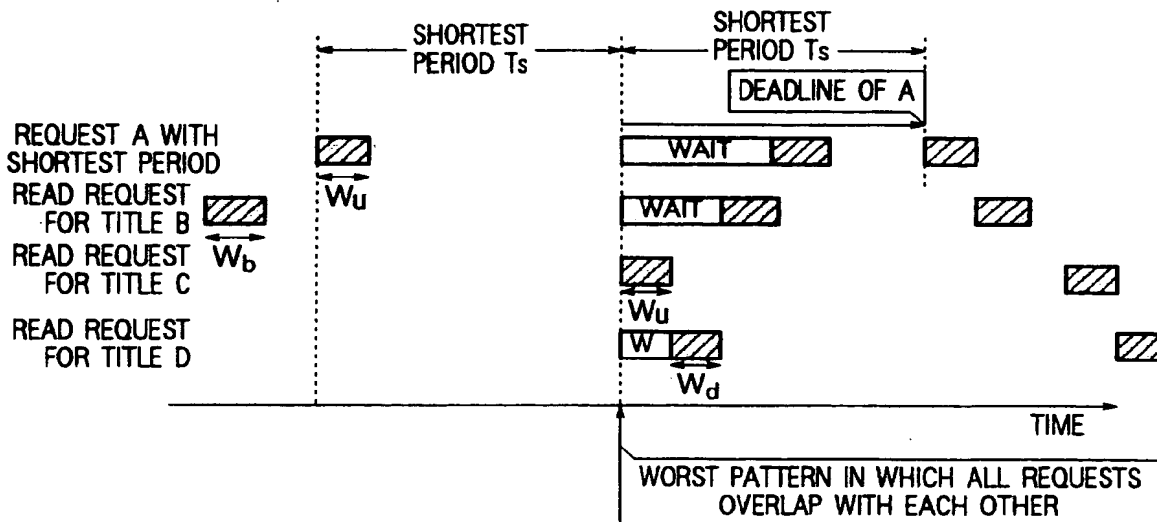 SHORTEST
PERIOD Ts
SHORTEST
PERIOD Ts
DEADLINE OF A
REQUEST A WITH
SHORTEST PERIOD
WAIT
Wu
READ REQUEST
FOR TITLE B
WAIT
Wb
READ REQUEST
FOR TITLE C
Wu
READ REQUEST
FOR TITLE D
W
Wd
TIME
WORST PATTERN IN WHICH ALL REQUESTS
OVERLAP WITH EACH OTHER